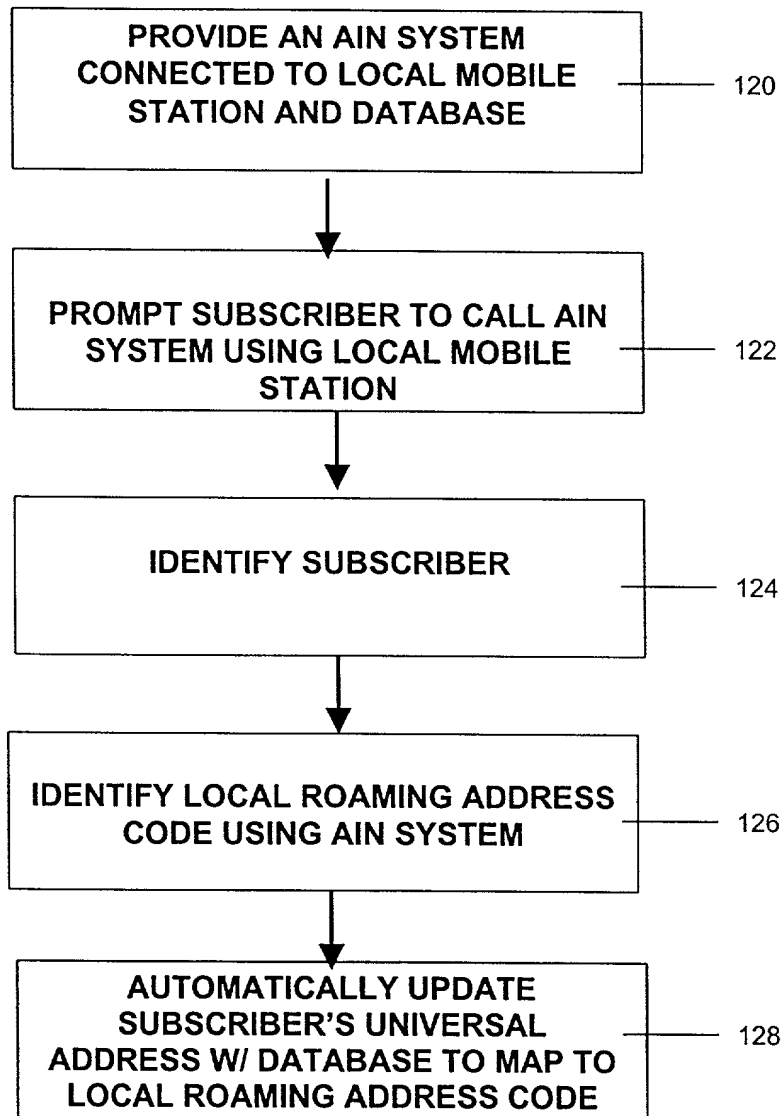 PROVIDE AN AIN SYSTEM
CONNECTED TO LOCAL MOBILE
STATION AND DATABASE
120
PROMPT SUBSCRIBER TO CALL AIN
SYSTEM USING LOCAL MOBILE
STATION
122
IDENTIFY SUBSCRIBER
124
IDENTIFY LOCAL ROAMING ADDRESS
CODE USING AIN SYSTEM
126
AUTOMATICALLY UPDATE
SUBSCRIBER'S UNIVERSAL
ADDRESS W/ DATABASE TO MAP TO
LOCAL ROAMING ADDRESS CODE
128